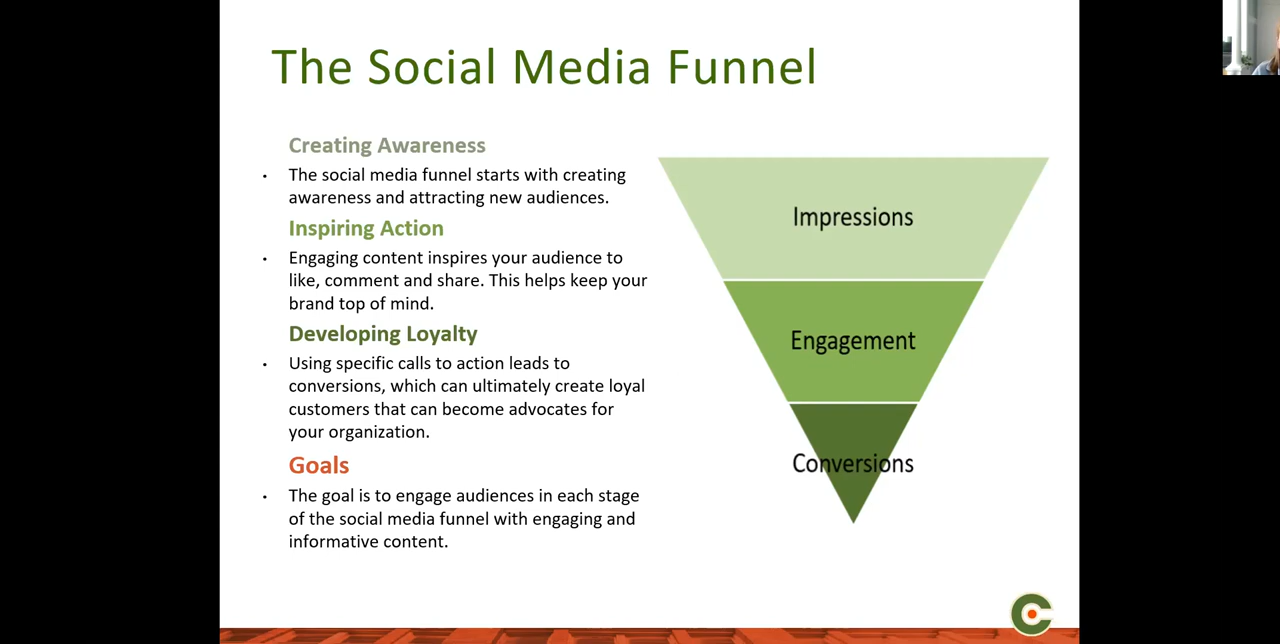 The Social Media Funnel
Creating Awareness
• The social media funnel starts with creating
awareness and attracting new audiences.
Inspiring Action
• Engaging content inspires your audience to
like, comment and share. This helps keep your
brand top of mind.
Developing Loyalty
• Using specific calls to action leads to
conversions, which can ultimately create loyal
customers that can become advocates for
your organization.
Goals
• The goal is to engage audiences in each stage
of the social media funnel with engaging and
informative content.
Impressions
Engagement
Conversions